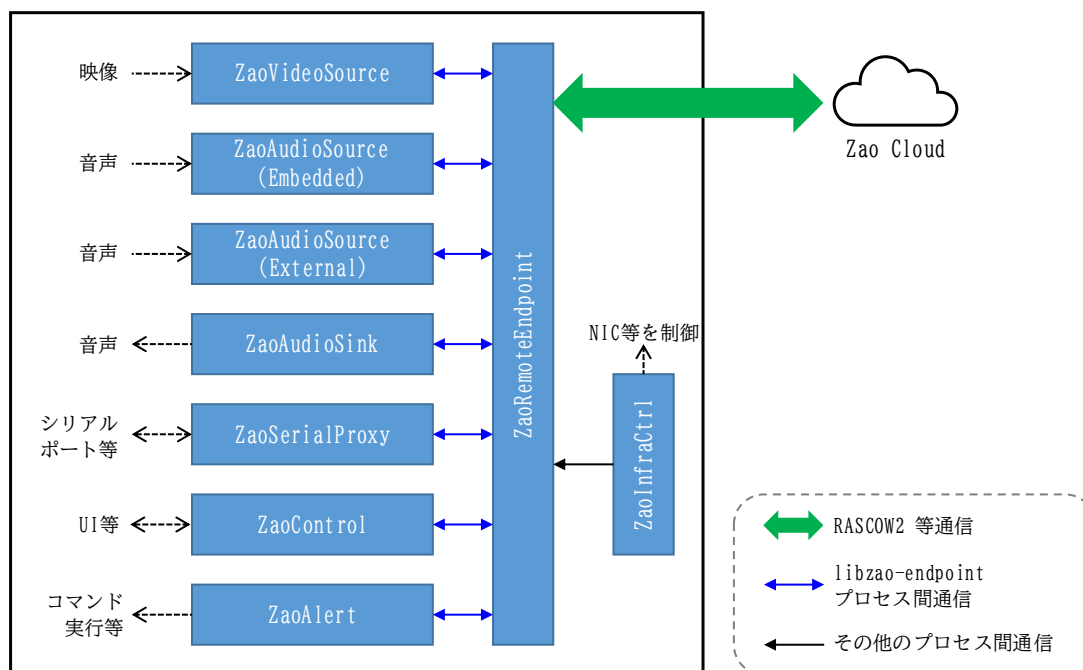 映像
ZaoVideoSource
音声
ZaoAudioSource
(Embedded)
音声
ZaoAudioSource
(External)
音声
ZaoAudioSink
シリアル
ポート等
ZaoSerialProxy
UI等
ZaoControl
コマンド
実行等
ZaoAlert
ZaoRemoteEndpoint
NIC等を制御
ZaoInfraCtrl
Zao Cloud
RASCOW2 等通信
libzao-endpoint
プロセス間通信
その他のプロセス間通信